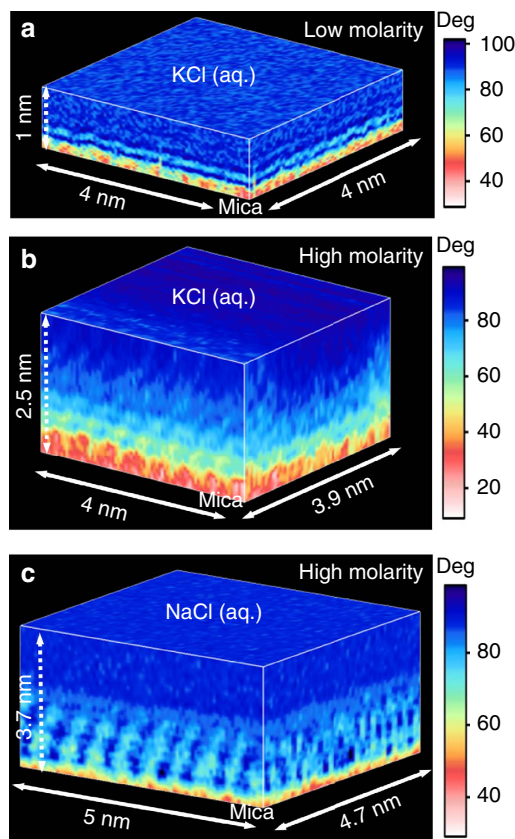 a
Low molarity
Deg
KCl (aq.)
100
80
60
40
1 nm
4 nm
Mica
4 nm
b
High molarity
Deg
KCl (aq.)
80
60
40
20
2.5 nm
4 nm
Mica
3.9 nm
c
High molarity
Deg
NaCl (aq.)
80
60
40
3.7 nm
5 nm
Mica
4.7 nm